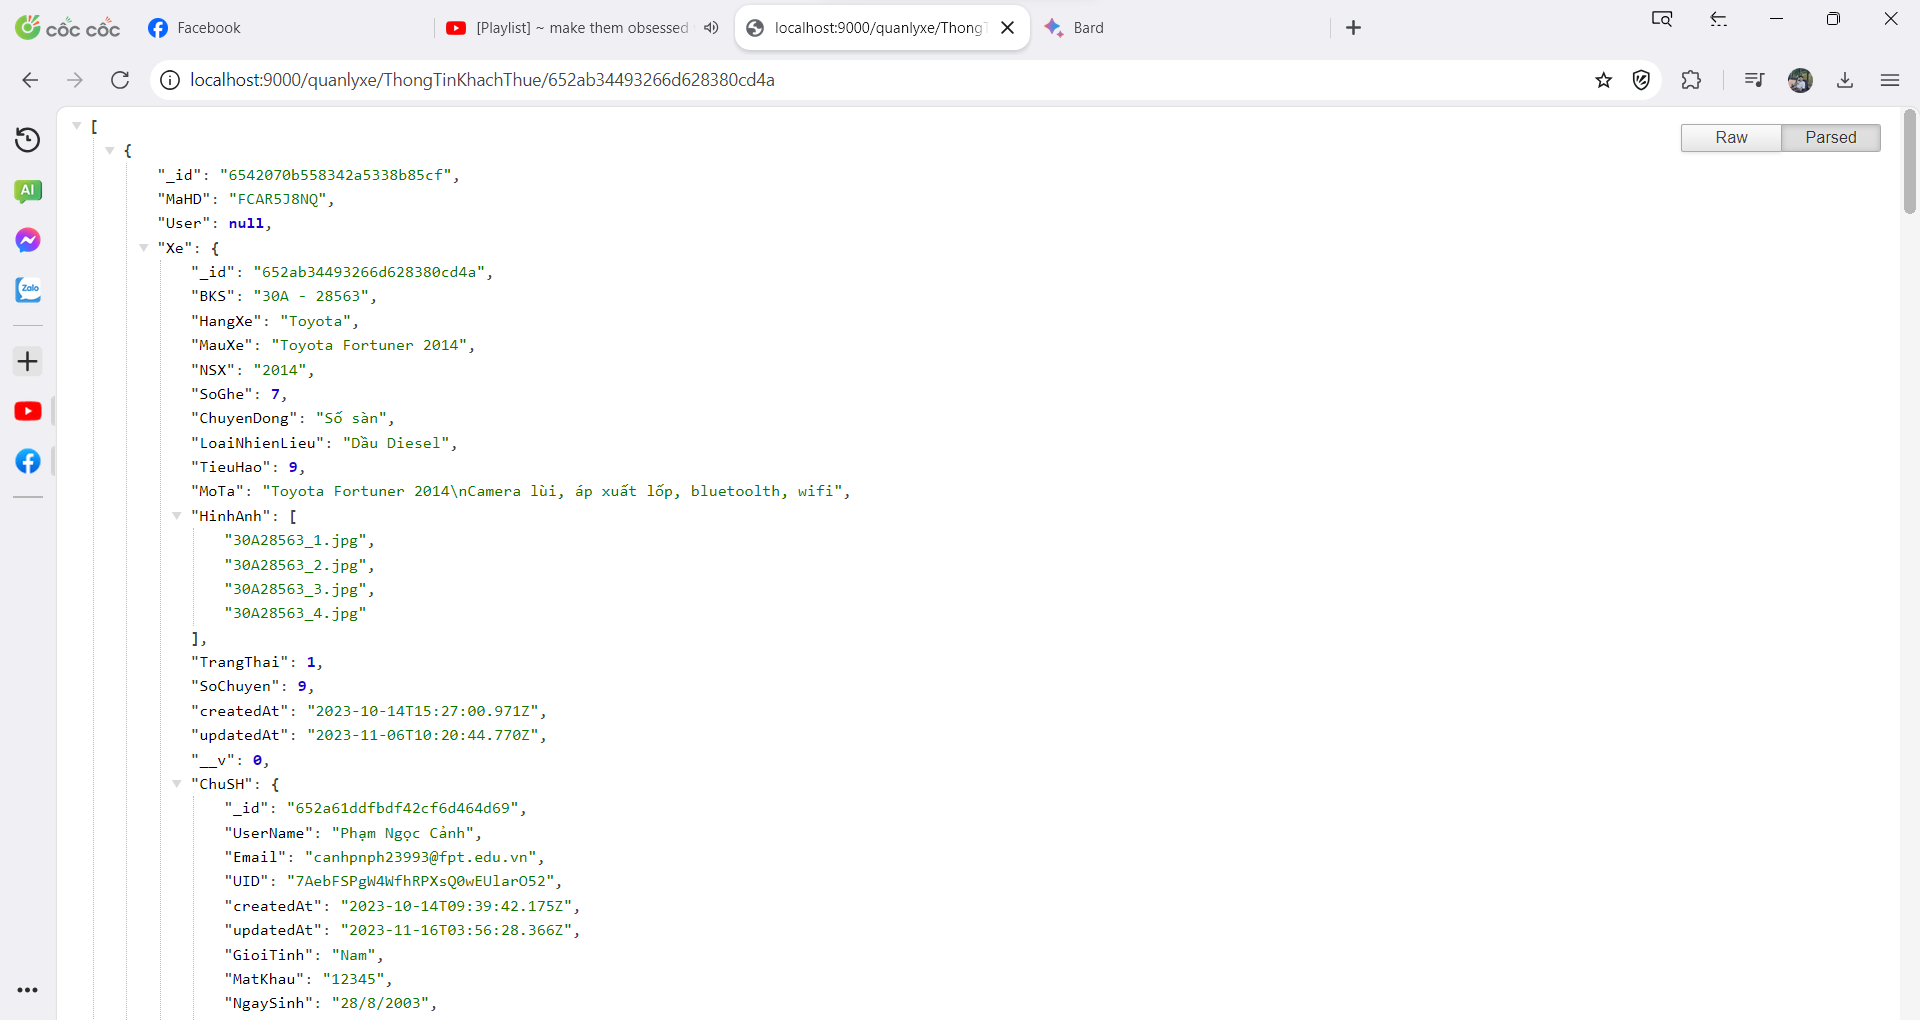 cốc cốc
Facebook
[Playlist] ~ make them obsessed
localhost:9000/quanlyxe/ThongT
Bard
localhost:9000/quanlyxe/ThongTinKhachThue/652ab34493266d628380cd4a
AI
Zalo
Raw
Parsed
[
{
"_id": "6542070b558342a5338b85cf",
"MaHD": "FCAR5J8NQ",
"User": null,
"Xe": {
"_id": "652ab34493266d628380cd4a",
"BKS": "30A - 28563",
"HangXe": "Toyota",
"MauXe": "Toyota Fortuner 2014",
"NSX": "2014",
"SoGhe": 7,
"ChuyenDong": "Số sàn",
"LoaiNhienLieu": "Dầu Diesel",
"TieuHao": 9,
"MoTa": "Toyota Fortuner 2014\nCamera lùi, áp xuất lốp, bluetoolth, wifi",
"HinhAnh": [
"30A28563_1.jpg",
"30A28563_2.jpg",
"30A28563_3.jpg",
"30A28563_4.jpg"
],
"TrangThai": 1,
"SoChuyen": 9,
"createdAt": "2023-10-14T15:27:00.971Z",
"updatedAt": "2023-11-06T10:20:44.770Z",
"__v": 0,
"ChuSH": {
"_id": "652a61ddfbdf42cf6d464d69",
"UserName": "Phạm Ngọc Cảnh",
"Email": "canhpnph23993@fpt.edu.vn",
"UID": "7AebFSPgW4WfhRPXsQ0wEUlarO52",
"createdAt": "2023-10-14T09:39:42.175Z",
"updatedAt": "2023-11-16T03:56:28.366Z",
"GioiTinh": "Nam",
"MatKhau": "12345",
"NgaySinh": "28/8/2003",